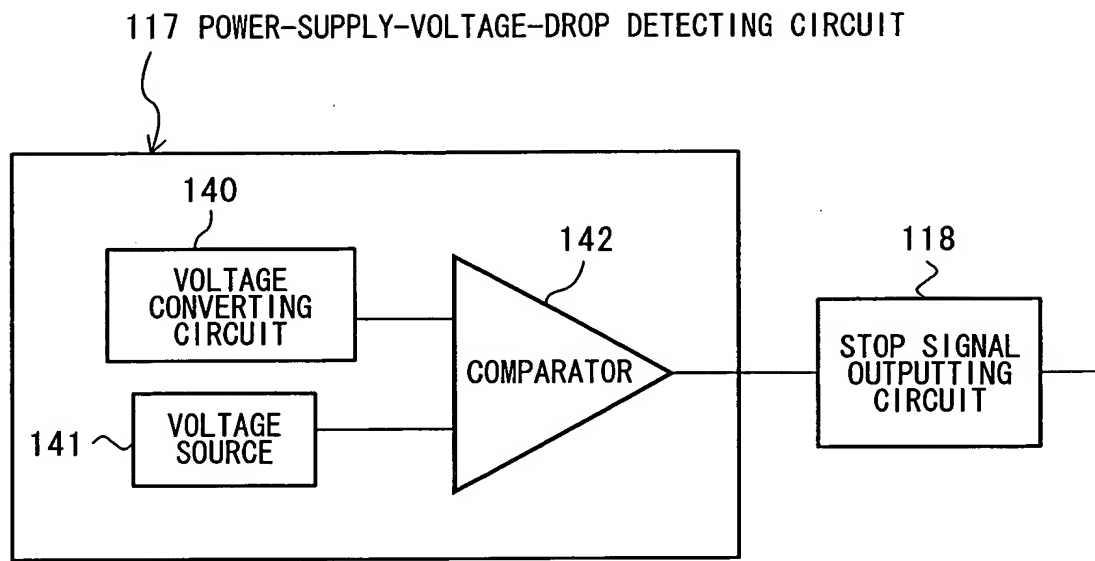 117 POWER-SUPPLY-VOLTAGE-DROP DETECTING CIRCUIT
140
VOLTAGE
CONVERTING
CIRCUIT
142
COMPARATOR
118
STOP SIGNAL
OUTPUTTING
CIRCUIT
141
VOLTAGE
SOURCE